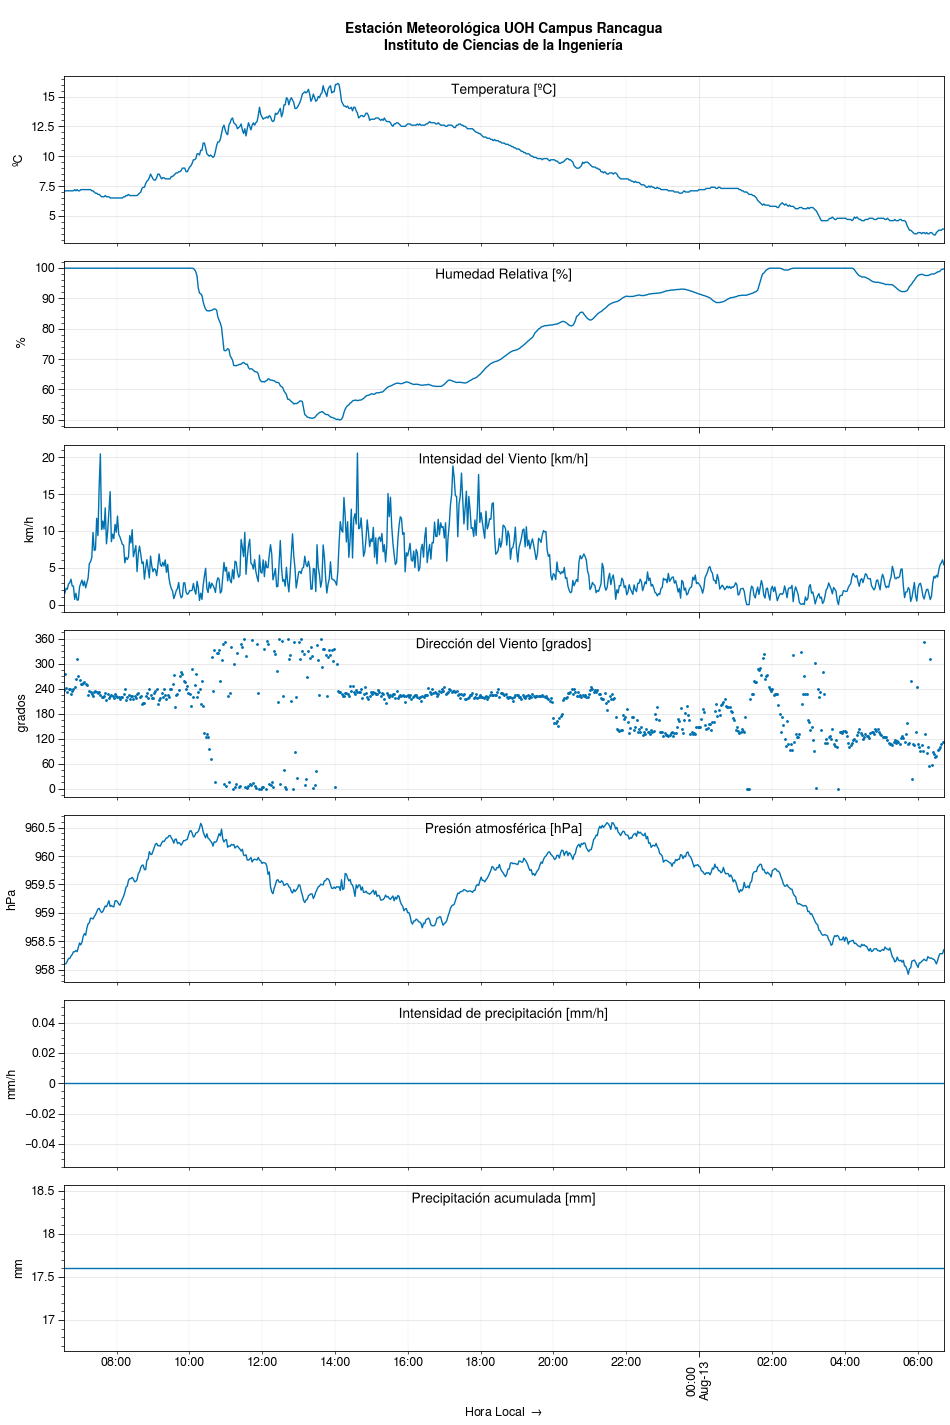 Estación Meteorológica UOH Campus Rancagua
Instituto de Ciencias de la Ingeniería
Temperatura [ºC]
ºC
15
12.5
10
7.5
5
Humedad Relativa [%]
%
100
90
80
70
60
50
Intensidad del Viento [km/h]
km/h
20
15
10
5
0
Dirección del Viento [grados]
grados
360
300
240
180
120
60
0
Presión atmosférica [hPa]
hPa
960.5
960
959.5
959
958.5
958
Intensidad de precipitación [mm/h]
mm/h
0.04
0.02
0
−0.02
−0.04
Precipitación acumulada [mm]
mm
18.5
18
17.5
17
08:00 10:00 12:00 14:00 16:00 18:00 20:00 22:00 00:00 02:00 04:00 06:00
Aug-13
Hora Local →